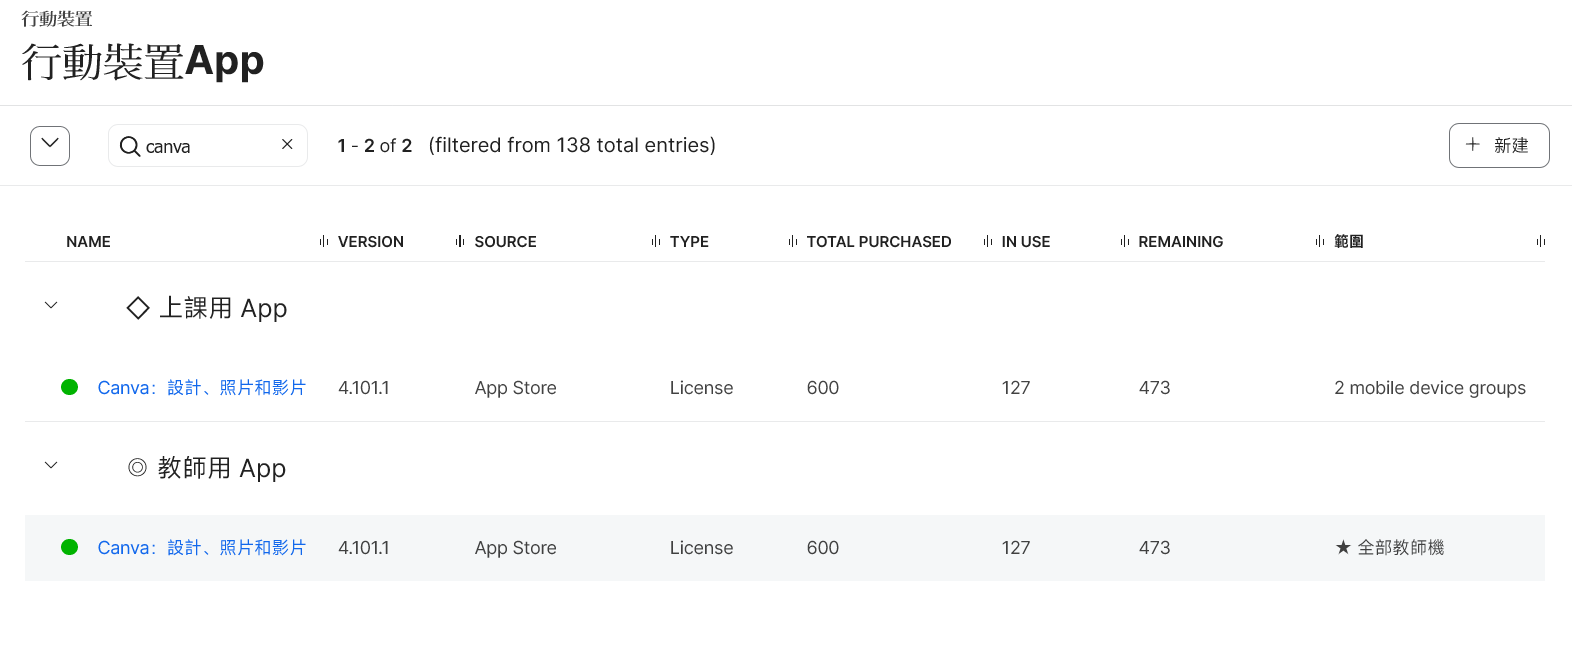 行動裝置
行動裝置App
canva
1 - 2 of 2 (filtered from 138 total entries)
新建
NAME VERSION SOURCE TYPE TOTAL PURCHASED IN USE REMAINING 範圍
◇ 上課用 App
Canva：設計、照片和影片 4.101.1 App Store License 600 127 473 2 mobile device groups
◎ 教師用 App
Canva：設計、照片和影片 4.101.1 App Store License 600 127 473 ★ 全部教師機